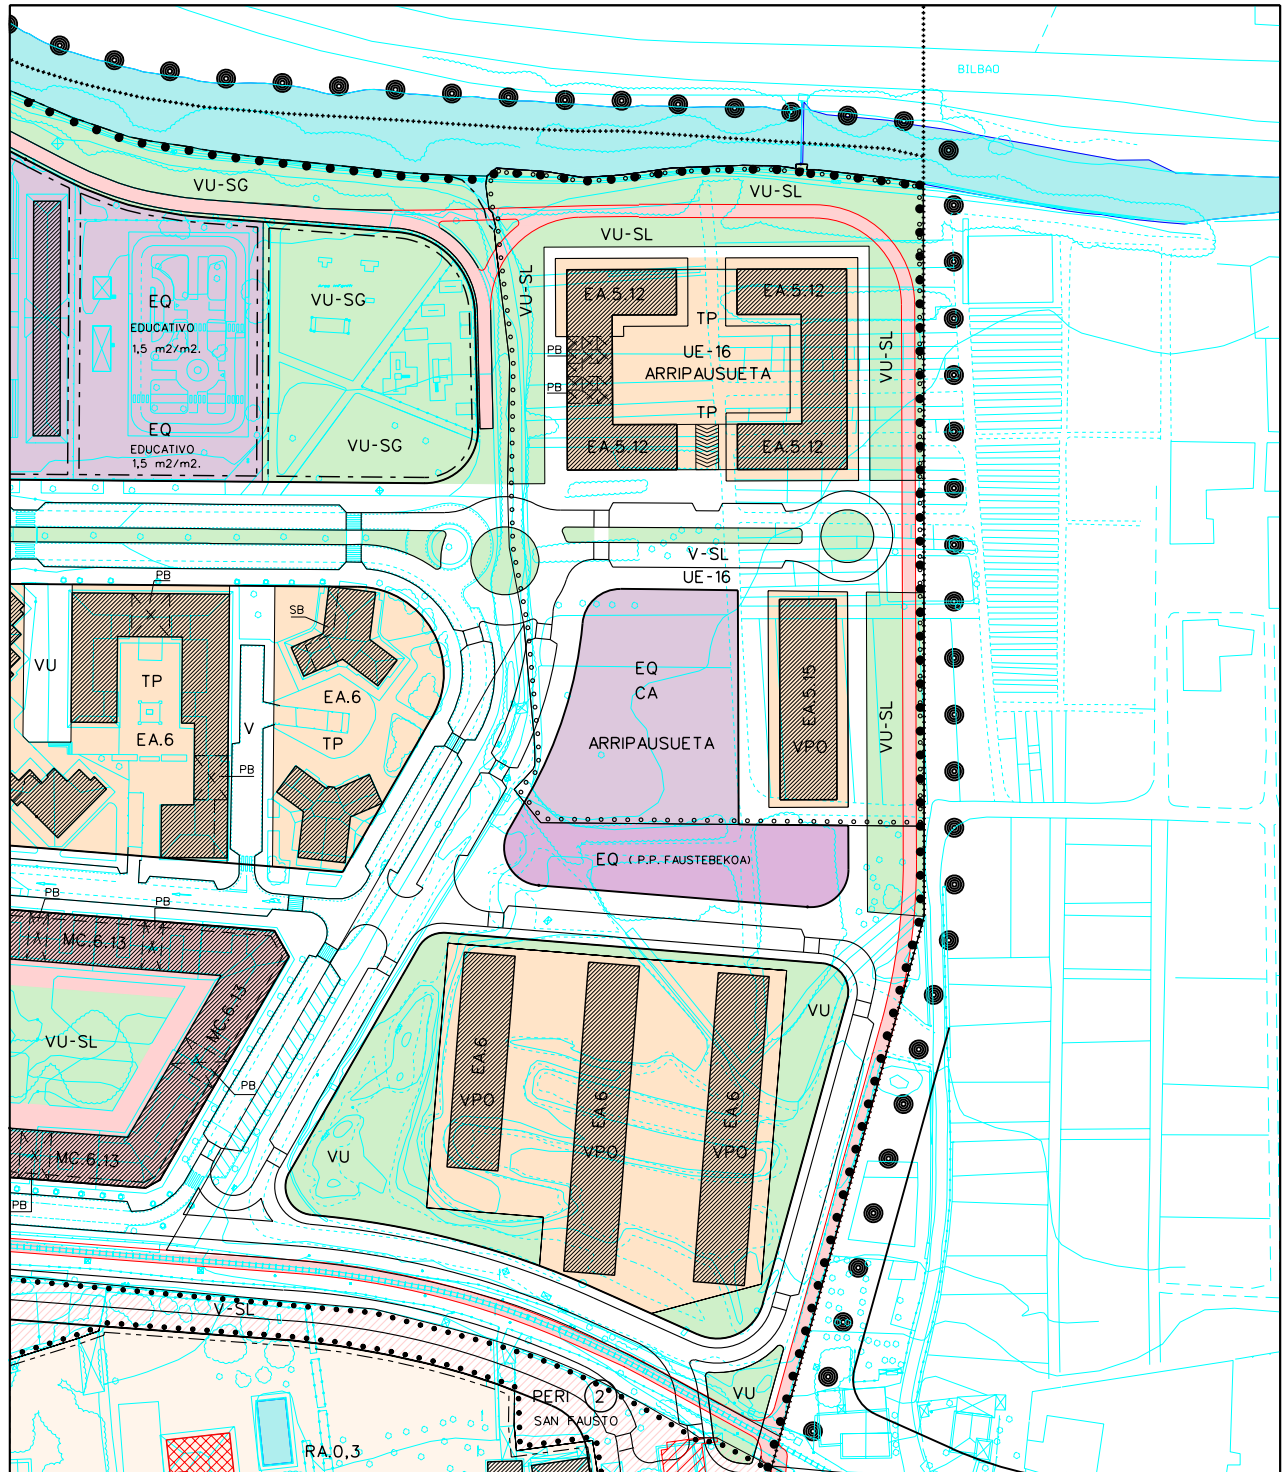 BILBAO
VU-SG
VU-SL
VU-SL
VU-SL
EA.5.12
EA.5.12
EQ
EDUCATIVO
1,5 m2/m2.
VU-SG
TP
UE-16
ARRIPAUSUETA
PB
VU-SL
PB
TP
EQ
EDUCATIVO
1,5 m2/m2.
VU-SG
EA.5.12
EA.5.12
V-SL
UE-16
PB
SB
VU
TP
EA.6
EA.6
TP
V
PB
EQ
CA
ARRIPAUSUETA
EA.5.15
VPO
VU-SL
EQ ( P.P. FAUSTEBEKOA)
PB
PB
MC.6.13
MC.6.13
VU-SL
PB
MC.6.13
PB
VU
EA.6
VPO
EA.6
VPO
EA.6
VPO
VU
V-SL
PERI 2
SAN FAUSTO
VU
RA.0,3